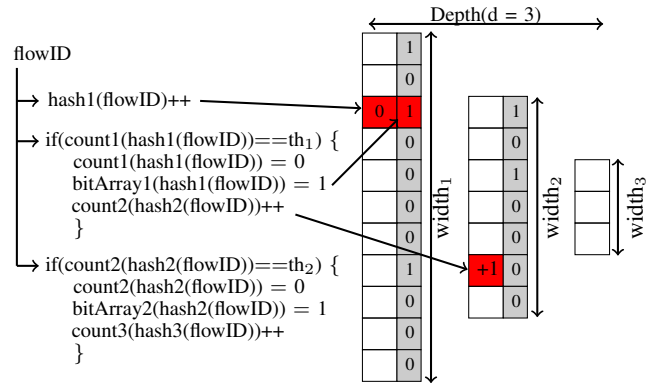 Depth(d = 3)
flowID
hash1(flowID)++
if(count1(hash1(flowID))==th1) {
count1(hash1(flowID)) = 0
bitArray1(hash1(flowID)) = 1
count2(hash2(flowID))++
}
if(count2(hash2(flowID))==th2) {
count2(hash2(flowID)) = 0
bitArray2(hash2(flowID)) = 1
count3(hash3(flowID))++
}
1
0
0 1
0
0
0
0
1
0
0
0
width1
1
0
1
0
0
+1 0
0
width2
width3